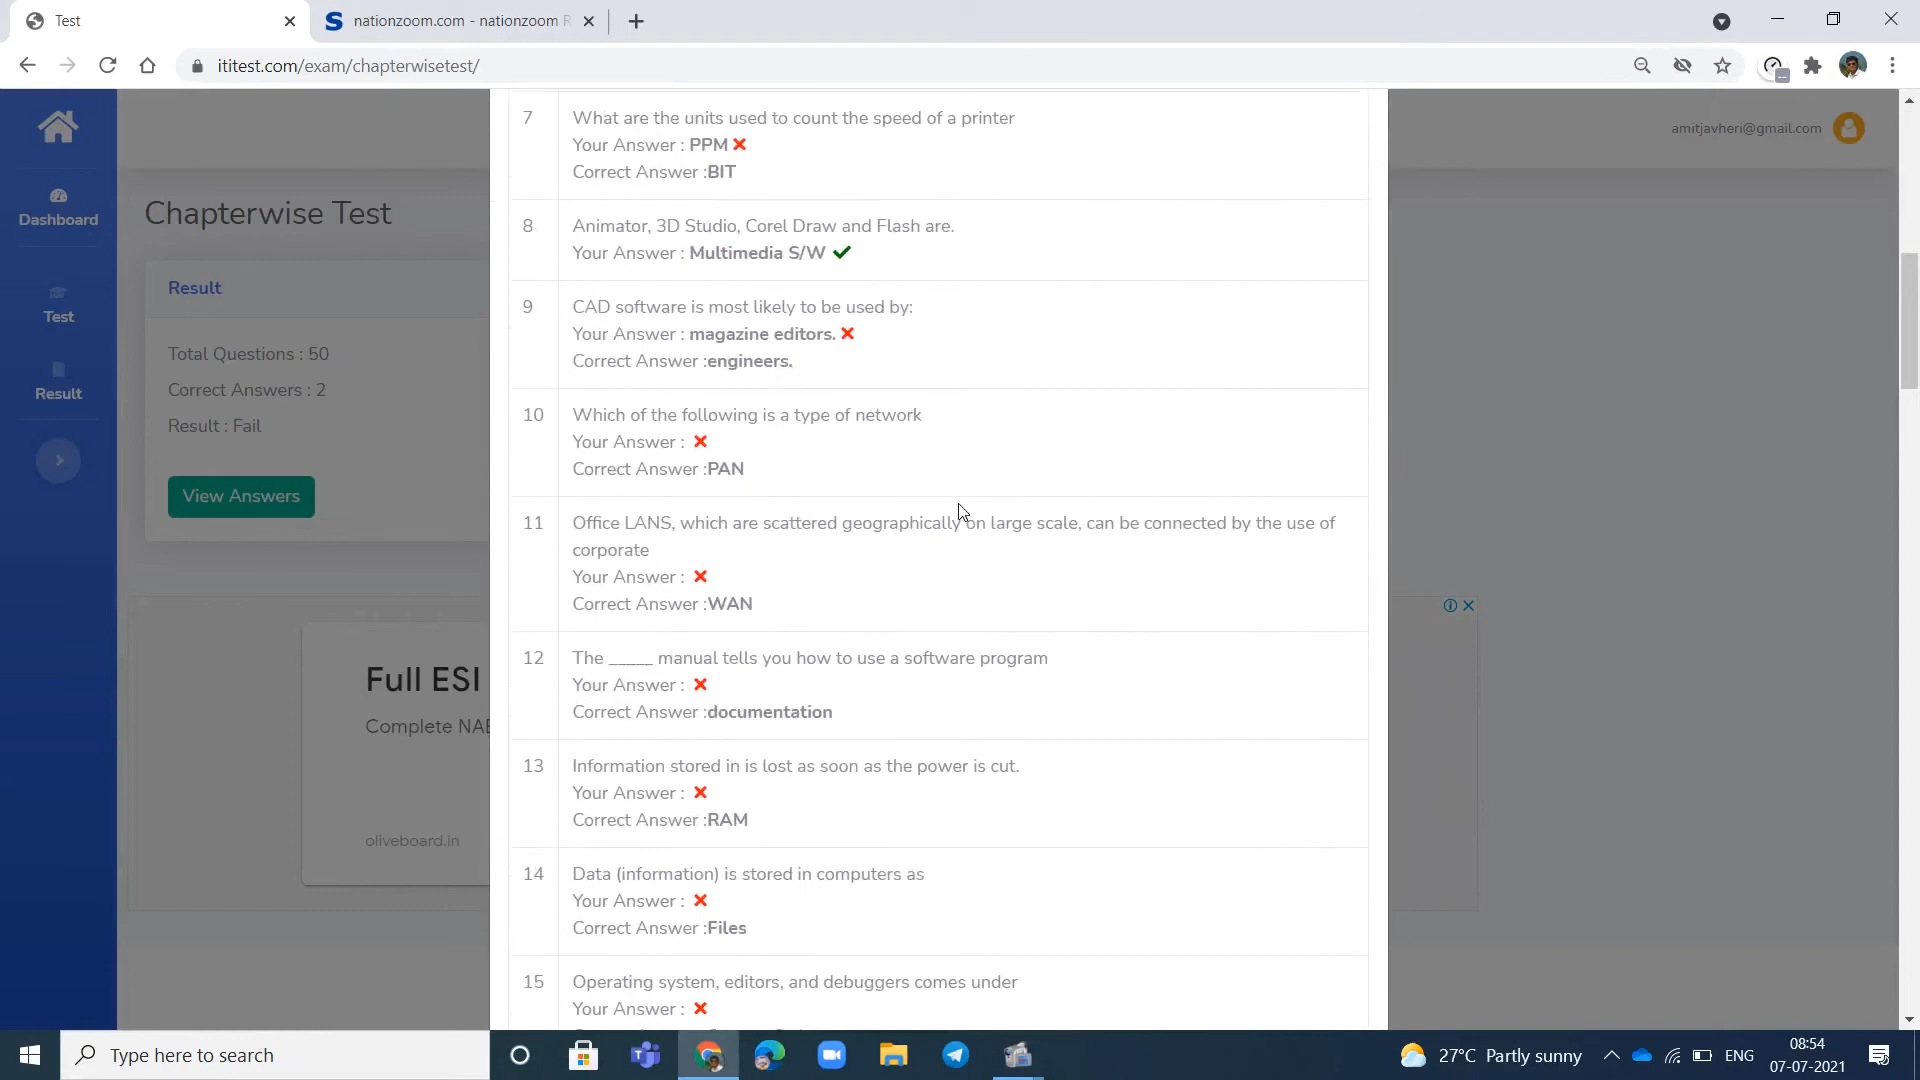 Test
nationzoom.com - nationzoom
ititest.com/exam/chapterwisetest/
amitjavheri@gmail.com
Dashboard
Test
Result
Chapterwise Test
Result
Total Questions : 50
Correct Answers : 2
Result : Fail
View Answers
Full ESI
Complete NAB
oliveboard.in
7
What are the units used to count the speed of a printer
Your Answer : PPM
Correct Answer :BIT
8
Animator, 3D Studio, Corel Draw and Flash are.
Your Answer : Multimedia S/W
9
CAD software is most likely to be used by:
Your Answer : magazine editors.
Correct Answer :engineers.
10
Which of the following is a type of network
Your Answer :
Correct Answer :PAN
11
Office LANS, which are scattered geographically on large scale, can be connected by the use of
corporate
Your Answer :
Correct Answer :WAN
12
The _____ manual tells you how to use a software program
Your Answer :
Correct Answer :documentation
13
Information stored in is lost as soon as the power is cut.
Your Answer :
Correct Answer :RAM
14
Data (information) is stored in computers as
Your Answer :
Correct Answer :Files
15
Operating system, editors, and debuggers comes under
Your Answer :
Type here to search
27°C Partly sunny
ENG
08:54
07-07-2021